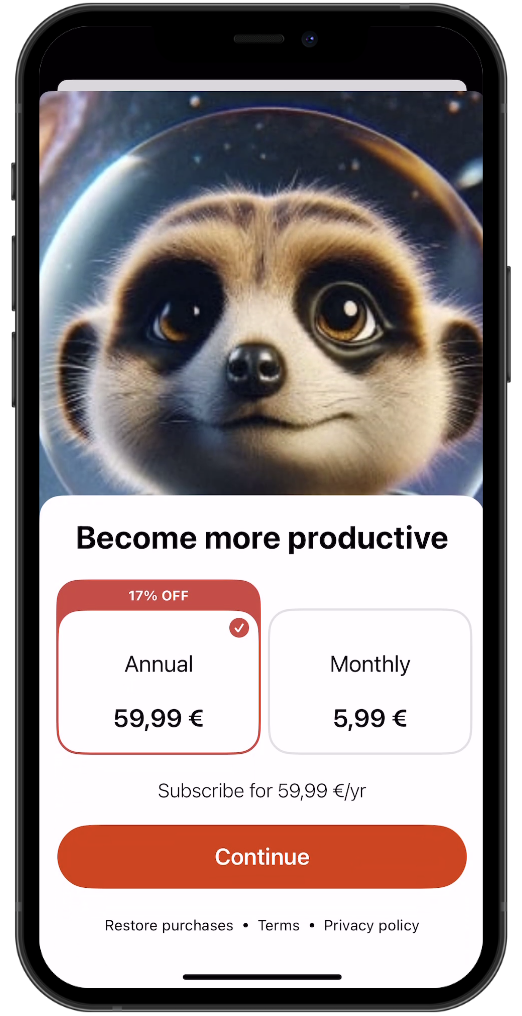 Become more productive
17% OFF
Annual
59,99 €
Monthly
5,99 €
Subscribe for 59,99 €/yr
Continue
Restore purchases • Terms • Privacy policy